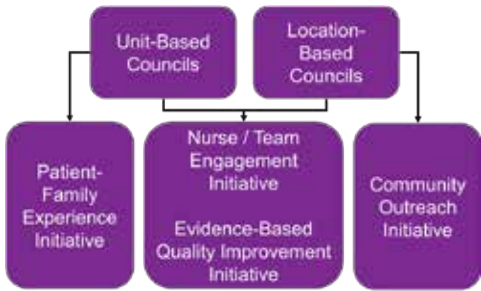 Unit-Based
Councils
Location-
Based
Councils
Patient-
Family
Experience
Initiative
Nurse / Team
Engagement
Initiative
Evidence-Based
Quality Improvement
Initiative
Community
Outreach
Initiative